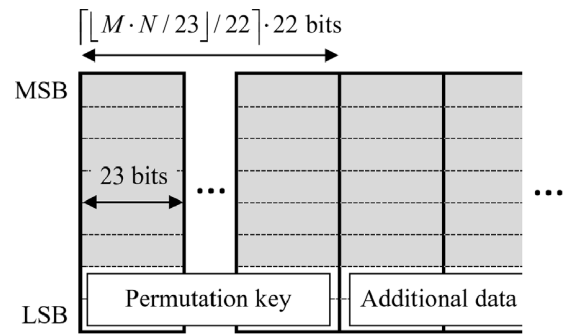 ⌈⌊M·N/23⌋/22⌉·22 bits
MSB
23 bits
...
...
Permutation key
Additional data
LSB